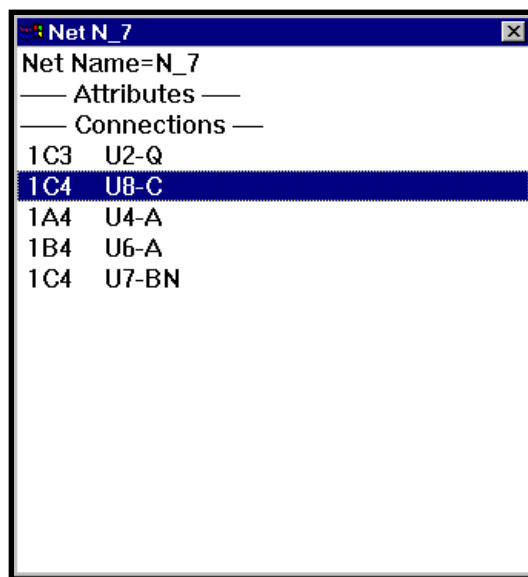 Net N_7
Net Name=N_7
—— Attributes ——
—— Connections ——
1C3 U2-Q
1C4 U8-C
1A4 U4-A
1B4 U6-A
1C4 U7-BN